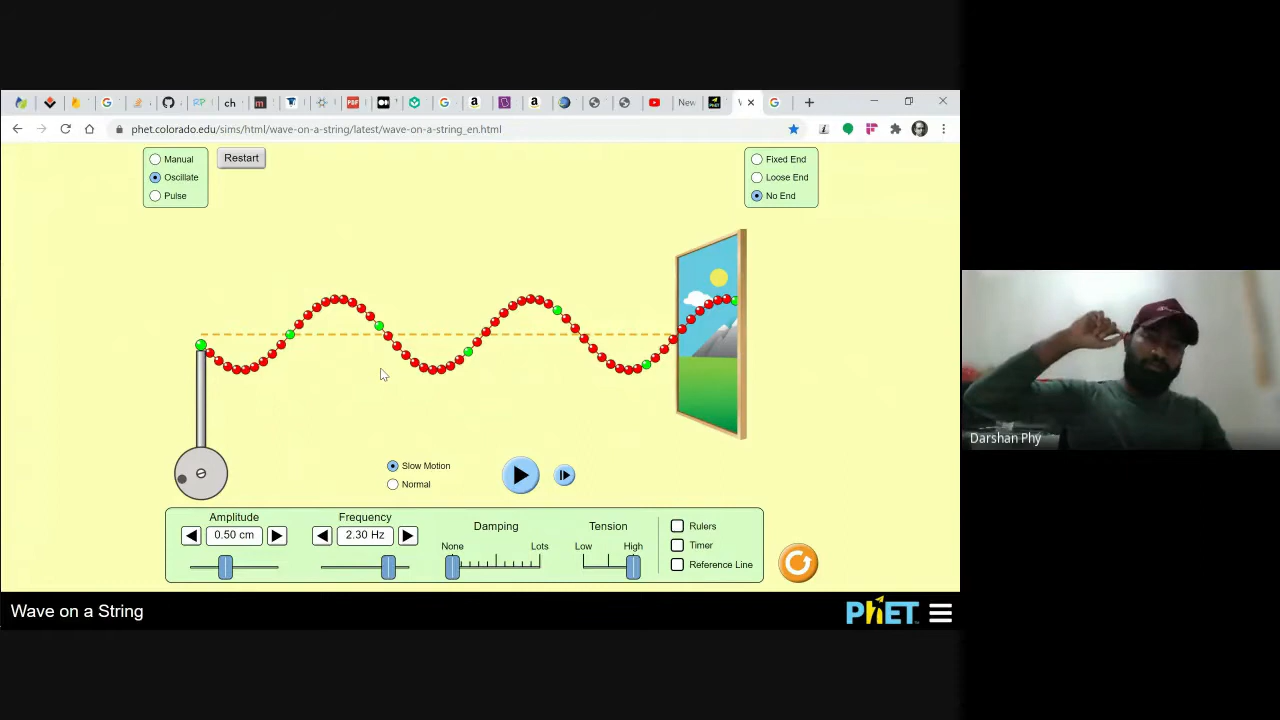 ch
New
phet.colorado.edu/sims/html/wave-on-a-string/latest/wave-on-a-string_en.html
Manual
Oscillate
Pulse
Restart
Fixed End
Loose End
No End
Slow Motion
Normal
Amplitude
0.50 cm
Frequency
2.30 Hz
Damping
None
Lots
Tension
Low
High
Rulers
Timer
Reference Line
Wave on a String
PhET
Darshan Phy